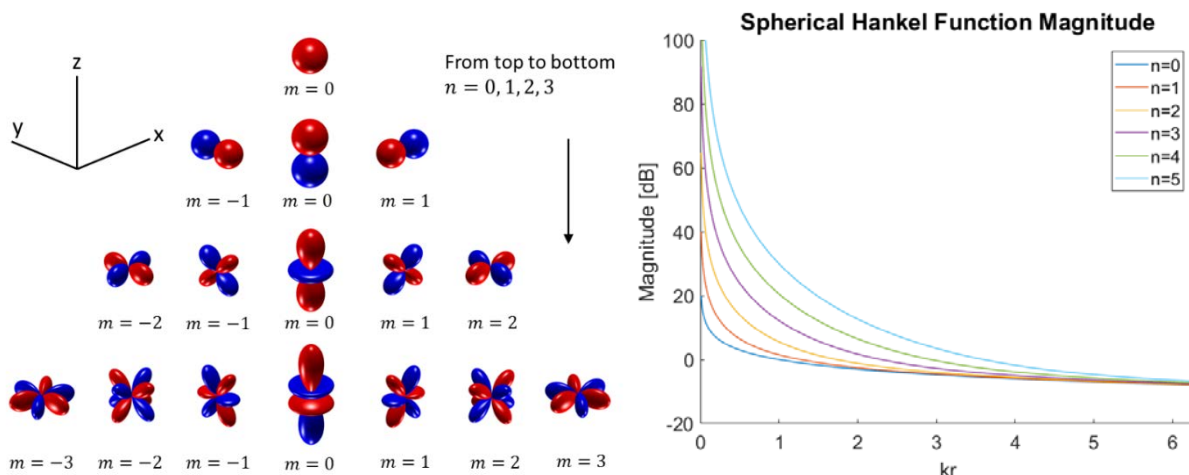 z
y
x
m = 0
From top to bottom
n = 0, 1, 2, 3
m = −1
m = 0
m = 1
m = −2
m = −1
m = 0
m = 1
m = 2
m = −3
m = −2
m = −1
m = 0
m = 1
m = 2
m = 3
Spherical Hankel Function Magnitude
Magnitude [dB]
100
80
60
40
20
0
-20
0
1
2
3
4
5
6
kr
n=0
n=1
n=2
n=3
n=4
n=5